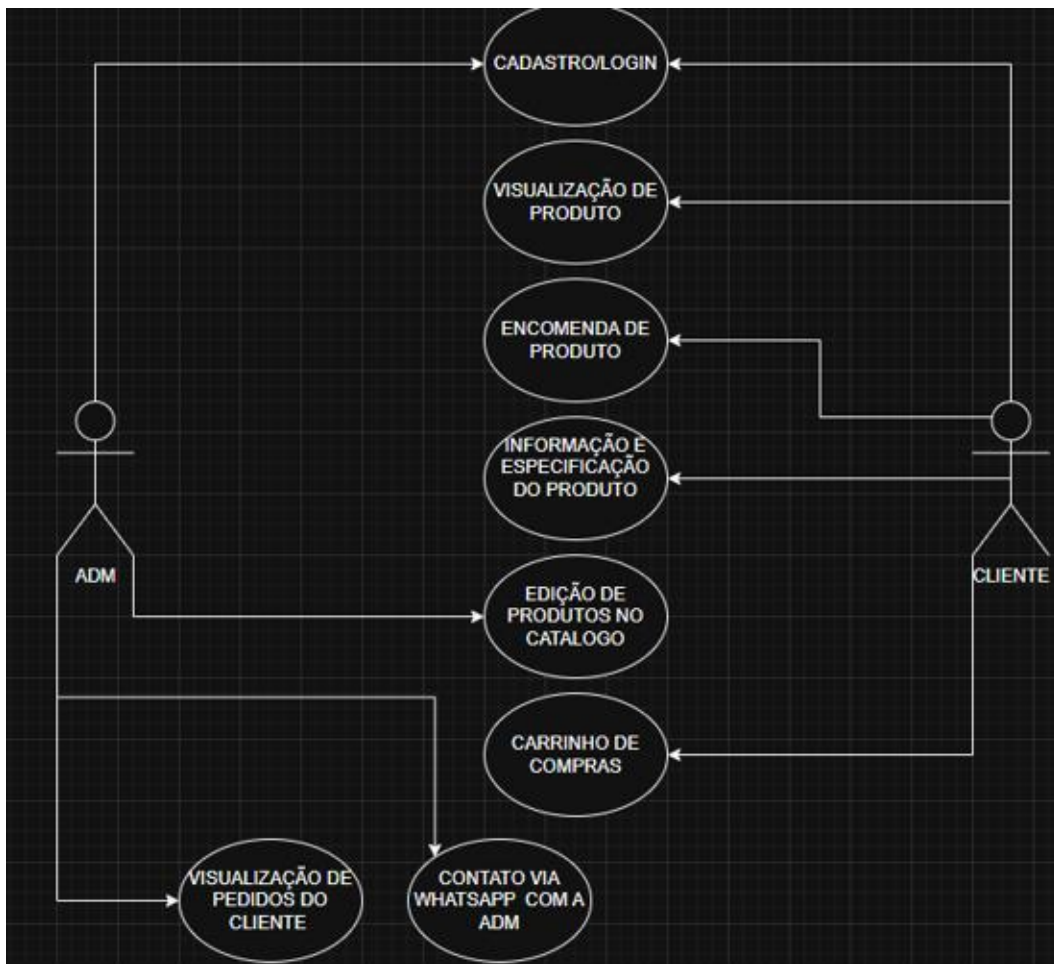 CADASTRO/LOGIN
VISUALIZAÇÃO DE
PRODUTO
ENCOMENDA DE
PRODUTO
INFORMAÇÃO E
ESPECIFICAÇÃO
DO PRODUTO
ADM
CLIENTE
EDIÇÃO DE
PRODUTOS NO
CATALOGO
CARRINHO DE
COMPRAS
VISUALIZAÇÃO DE
PEDIDOS DO
CLIENTE
CONTATO VIA
WHATSAPP COM A
ADM